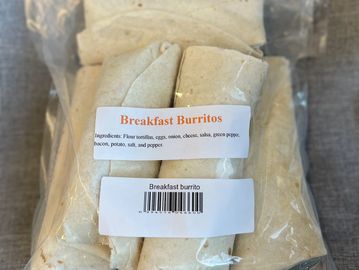 Breakfast Burritos
Ingredients: Flour tortillas, eggs, onion, cheese, salsa, green pepper,
bacon, potato, salt, and pepper.
Breakfast burrito